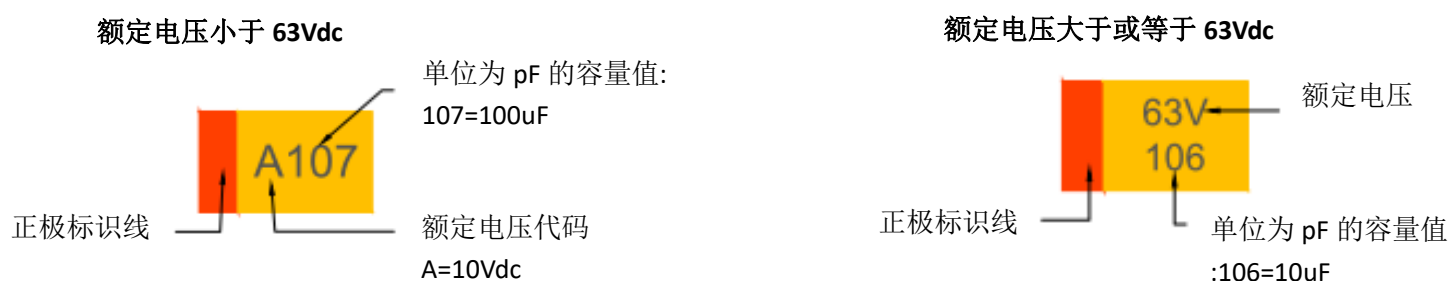 额定电压小于 63Vdc
单位为 pF 的容量值:
107=100uF
A107
正极标识线
额定电压代码
A=10Vdc
额定电压大于或等于 63Vdc
63V
106
额定电压
正极标识线
单位为 pF 的容量值
:106=10uF